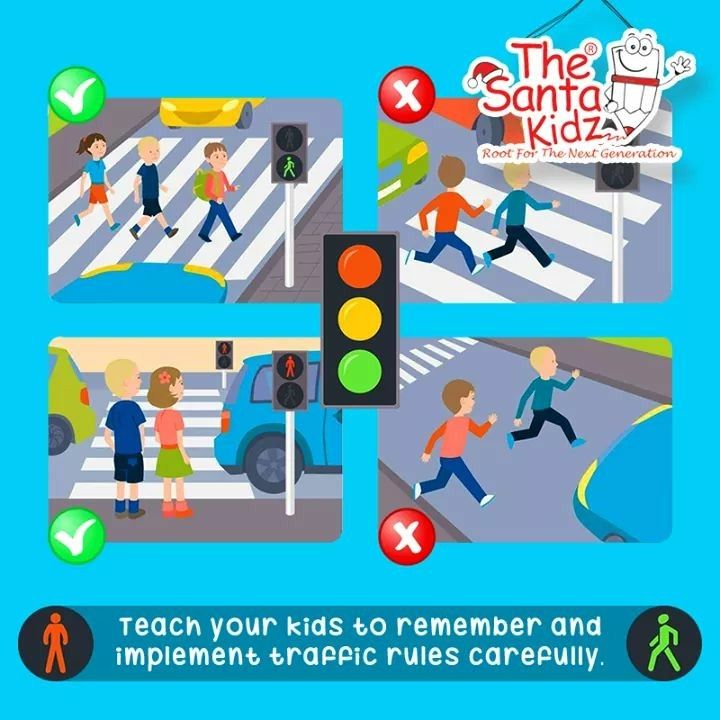 The®
Santa
Kidz
Root For The Next Generation
Teach your kids to remember and
implement traffic rules carefully.